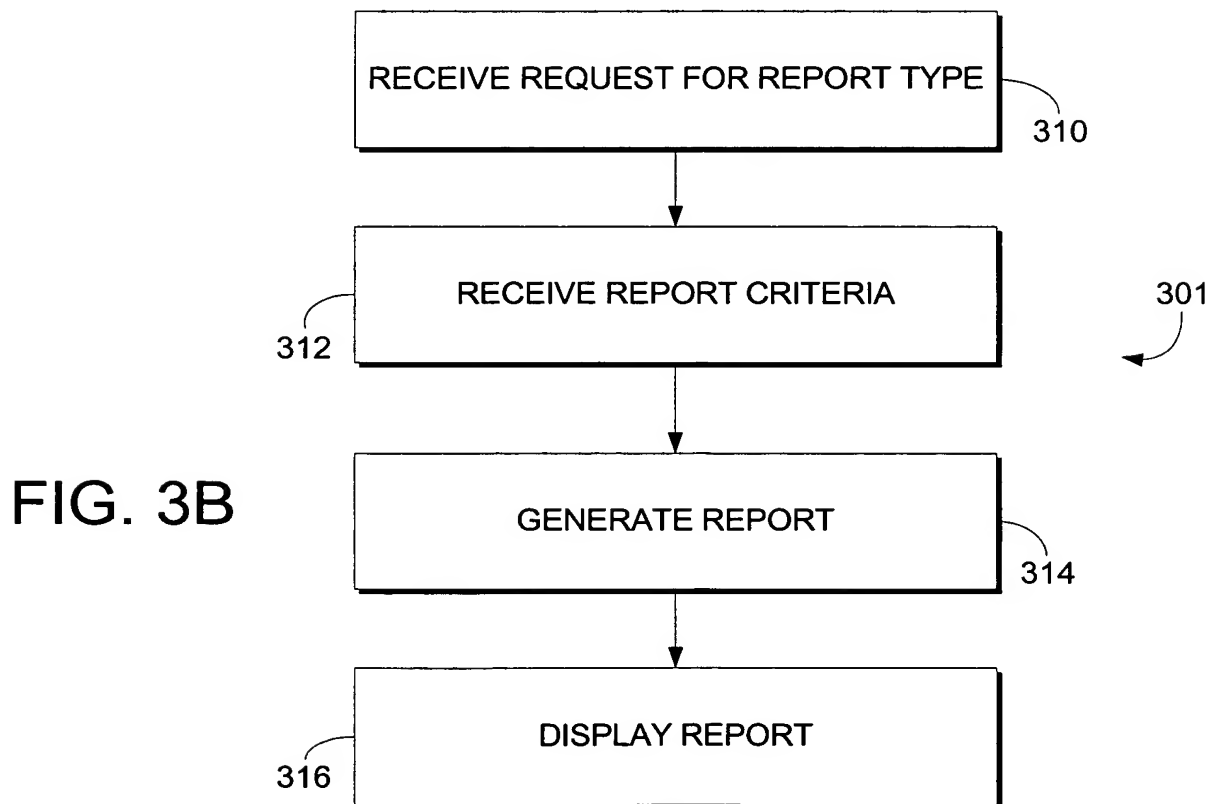 RECEIVE REQUEST FOR REPORT TYPE
310
RECEIVE REPORT CRITERIA
312
301
FIG. 3B
GENERATE REPORT
314
DISPLAY REPORT
316